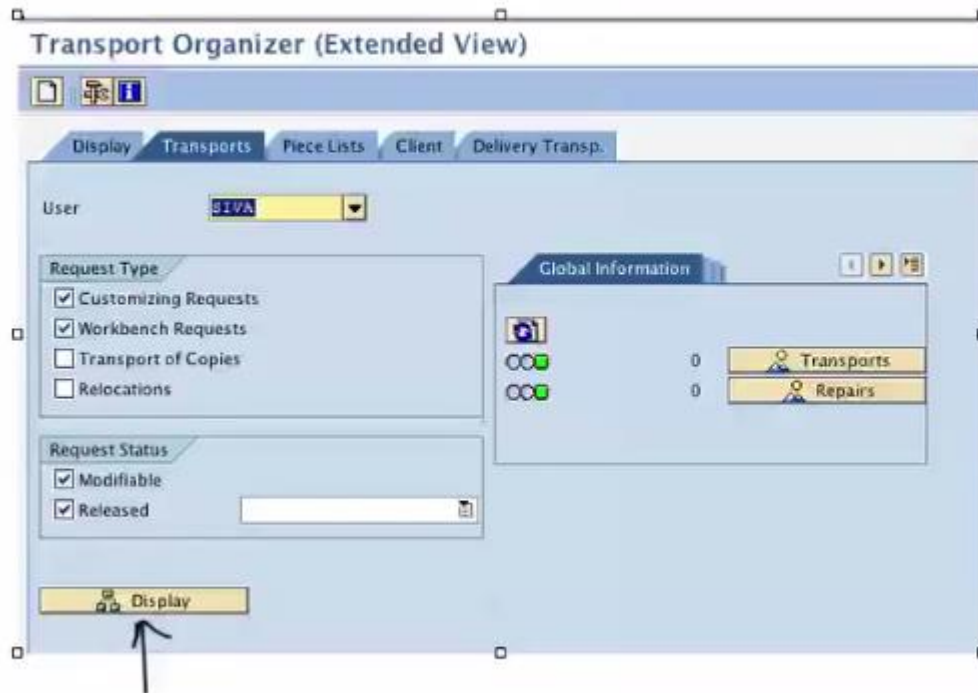 Transport Organizer (Extended View)
Display Transports Piece Lists Client Delivery Transp.
User SIVA
Request Type
Customizing Requests
Workbench Requests
Transport of Copies
Relocations
Global Information
0 Transports
0 Repairs
Request Status
Modifiable
Released
Display